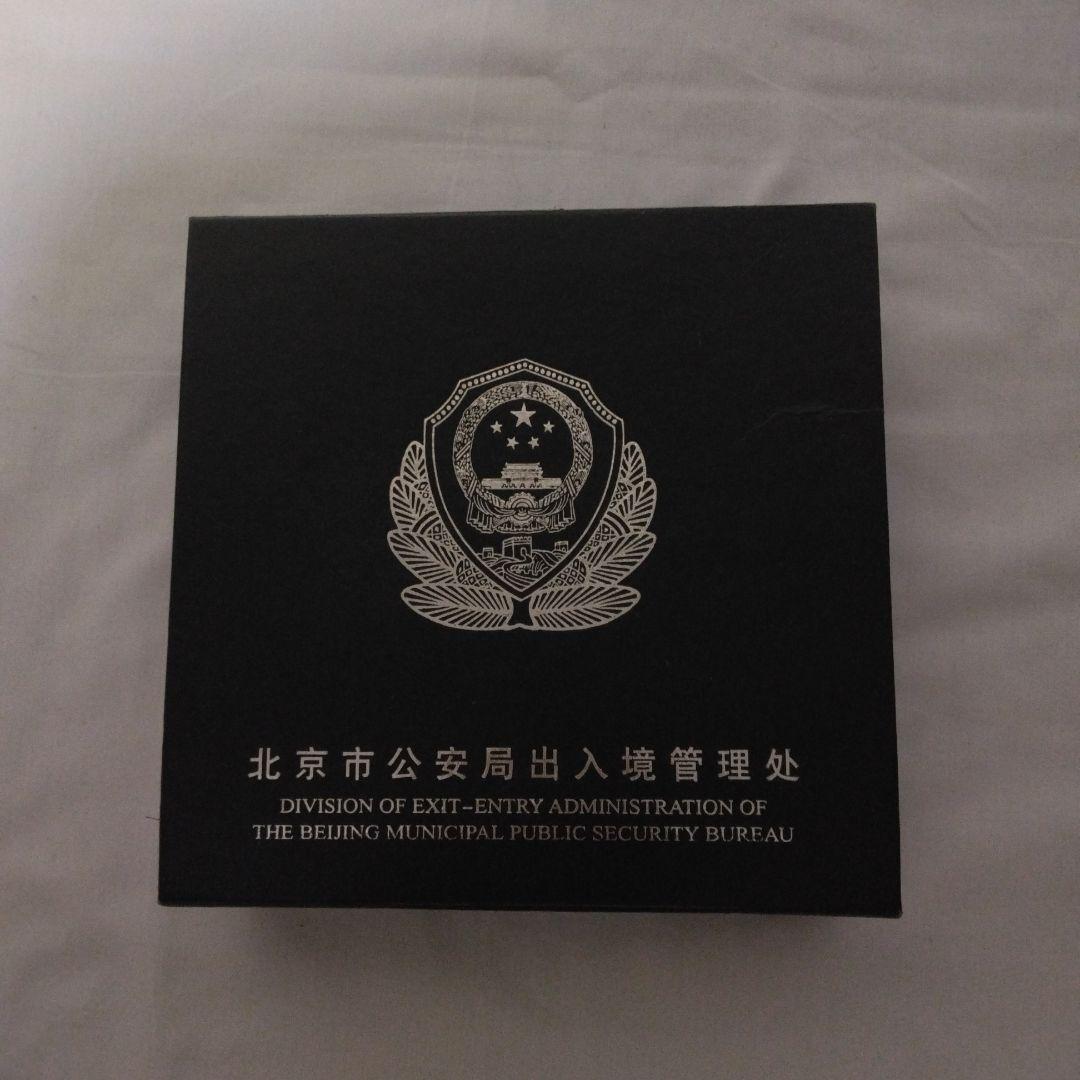 北京市公安局出入境管理处
DIVISION OF EXIT-ENTRY ADMINISTRATION OF
THE BEIJING MUNICIPAL PUBLIC SECURITY BUREAU